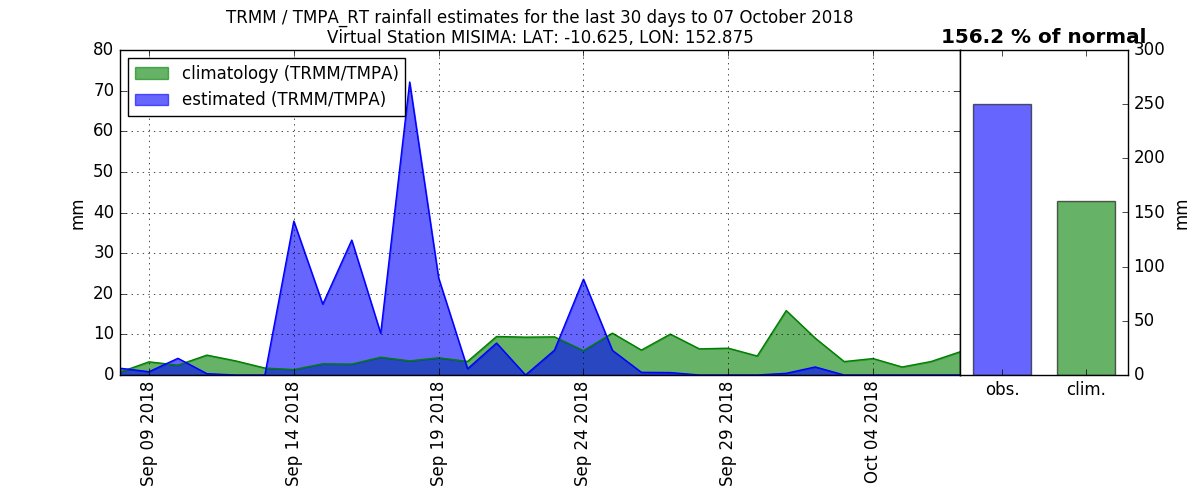 TRMM / TMPA_RT rainfall estimates for the last 30 days to 07 October 2018
Virtual Station MISIMA: LAT: -10.625, LON: 152.875
156.2 % of normal
climatology (TRMM/TMPA)
estimated (TRMM/TMPA)
mm
80
70
60
50
40
30
20
10
0
Sep 09 2018
Sep 14 2018
Sep 19 2018
Sep 24 2018
Sep 29 2018
Oct 04 2018
300
250
200
150
100
50
0
mm
obs.
clim.